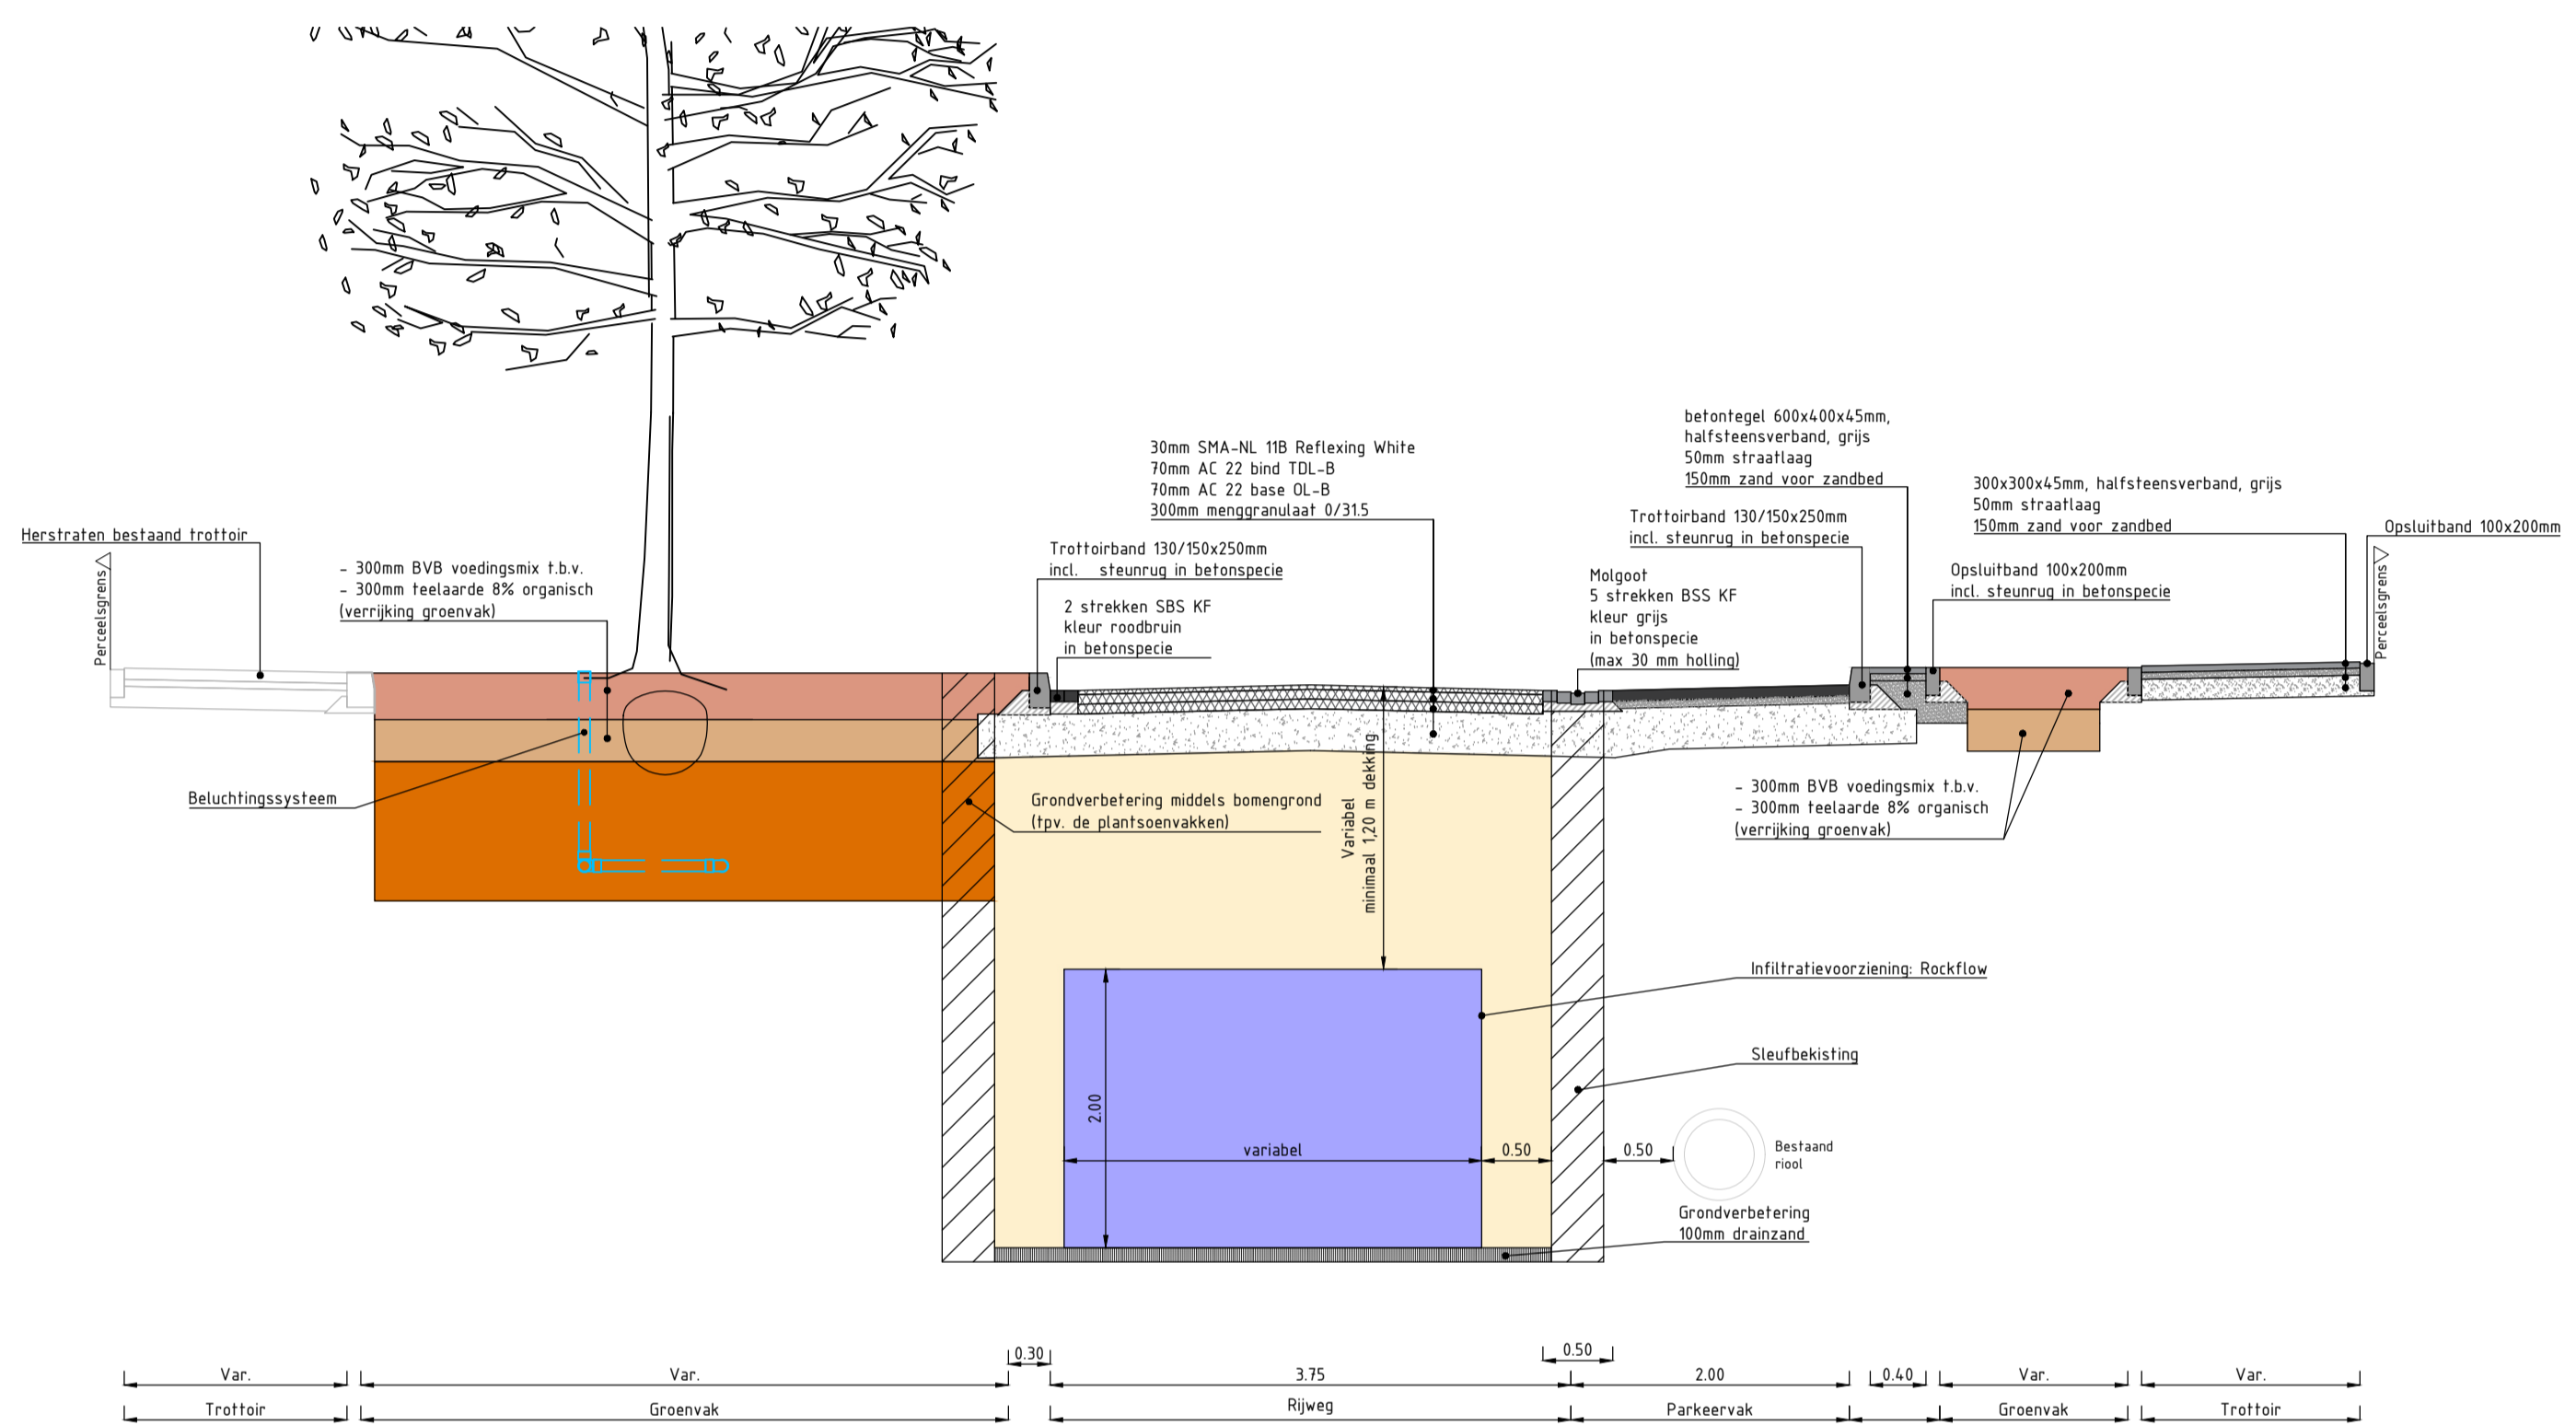 betontegel 600x400x45mm,
halfsteensverband, grijs
50mm straatlaag
150mm zand voor zandbed
30mm SMA-NL 11B Reflexing White
70mm AC 22 bind TDL-B
70mm AC 22 base OL-B
300mm menggranulaat 0/31.5
300x300x45mm, halfsteensverband, grijs
50mm straatlaag
150mm zand voor zandbed
Trottoirband 130/150x250mm
incl. steunrug in betonspecie
Opsluitband 100x200mm
Herstraten bestaand trottoir
Perceelsgrens
- 300mm BVB voedingsmix t.b.v.
- 300mm teelaarde 8% organisch
(verrijking groenvak)
Trottoirband 130/150x250mm
incl. steunrug in betonspecie
2 strekken SBS KF
kleur roodbruin
in betonspecie
Molgoot
5 strekken BSS KF
kleur grijs
in betonspecie
(max 30 mm holling)
Opsluitband 100x200mm
incl. steunrug in betonspecie
Perceelsgrens
Beluchtingssysteem
Grondverbetering middels bomengrond
(tpv. de plantsoenvakken)
Variabel
minimaal 1,20 m dekking
- 300mm BVB voedingsmix t.b.v.
- 300mm teelaarde 8% organisch
(verrijking groenvak)
Infiltratievoorziening: Rockflow
Sleufbekisting
2.00
variabel
0.50
0.50
Bestaand
riool
Grondverbetering
100mm drainzand
0.30
0.50
Var.
Var.
3.75
2.00
0.40
Var.
Var.
Trottoir
Groenvak
Rijweg
Parkeervak
Groenvak
Trottoir